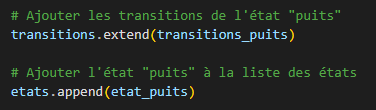 # Ajouter les transitions de l'état "puits"
transitions.extend(transitions_puits)
# Ajouter l'état "puits" à la liste des états
etats.append(etat_puits)